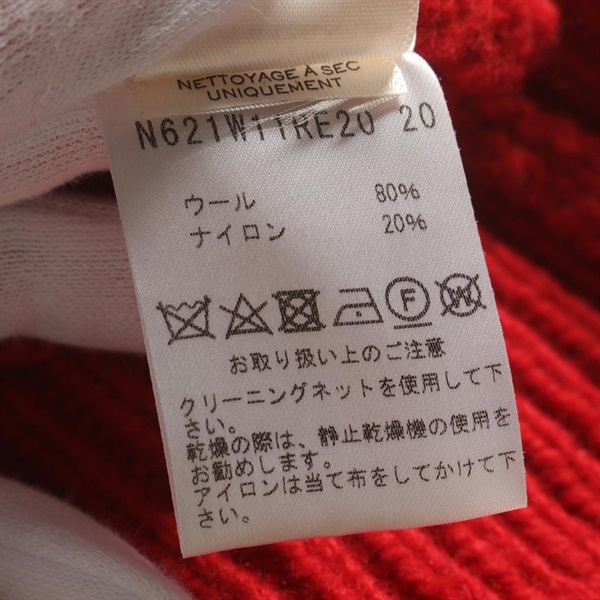 NETTOYAGE À SEC
UNIQUEMENT
N621W11RE20 20
ウール 80%
ナイロン 20%
F
W
お取り扱い上のご注意
クリーニングネットを使用して下
さい。
乾燥の際は、静止乾燥機の使用を
お勧めします。
アイロンは当て布をしてかけて下
さい。